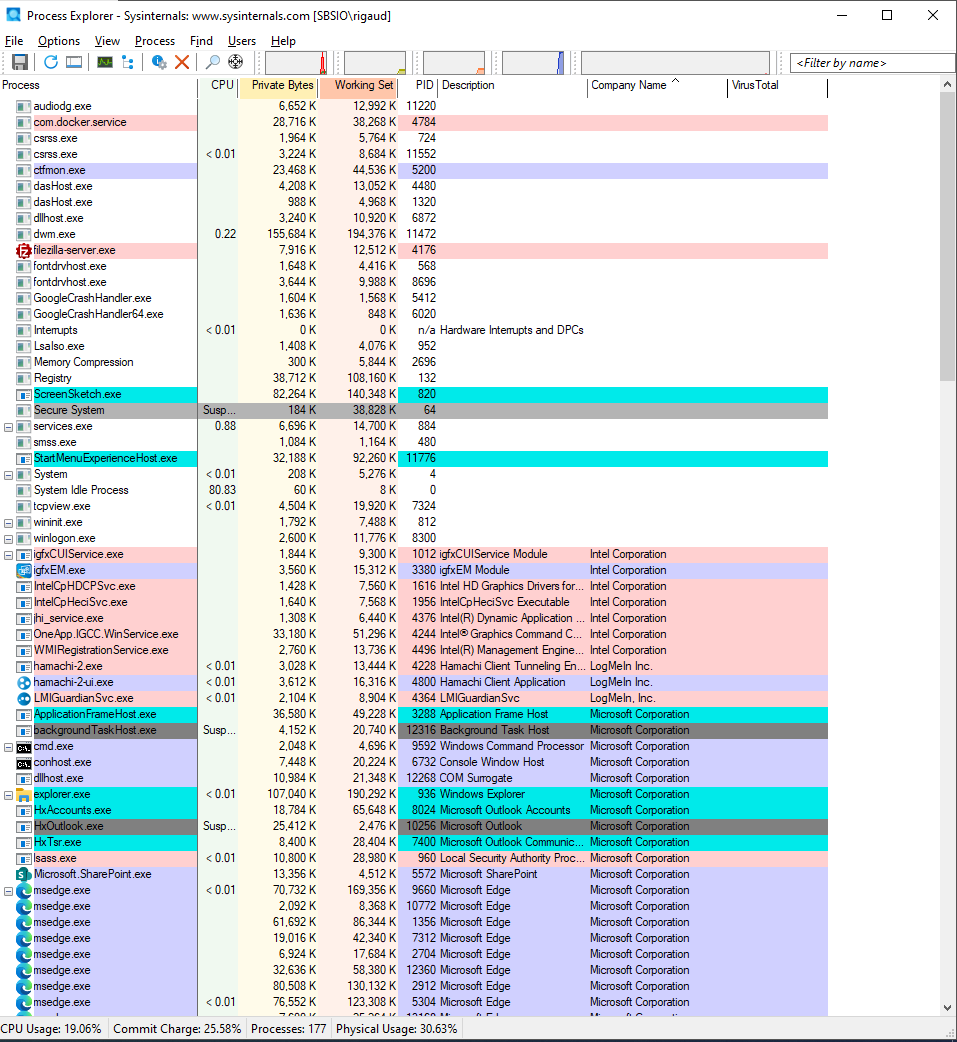 Process Explorer - Sysinternals: www.sysinternals.com [SBSIO\rigaud]
File Options View Process Find Users Help
<Filter by name>
Process CPU Private Bytes Working Set PID Description Company Name VirusTotal
audiodg.exe 6,652 K 12,992 K 11220
com.docker.service 28,716 K 38,268 K 4784
csrss.exe 1,964 K 5,764 K 724
csrss.exe < 0.01 3,224 K 8,684 K 11552
ctfmon.exe 23,468 K 44,536 K 5200
dasHost.exe 4,208 K 13,052 K 4480
dasHost.exe 988 K 4,968 K 1320
dllhost.exe 3,240 K 10,920 K 6872
dwm.exe 0.22 155,684 K 194,376 K 11472
filezilla-server.exe 7,916 K 12,512 K 4176
fontdrvhost.exe 1,648 K 4,416 K 568
fontdrvhost.exe 3,644 K 9,988 K 8696
GoogleCrashHandler.exe 1,604 K 1,568 K 5412
GoogleCrashHandler64.exe 1,636 K 848 K 6020
Interrupts < 0.01 0 K 0 K n/a Hardware Interrupts and DPCs
LsaIso.exe 1,408 K 4,076 K 952
Memory Compression 300 K 5,844 K 2696
Registry 38,712 K 108,160 K 132
ScreenSketch.exe 82,264 K 140,348 K 820
Secure System Susp... 184 K 38,828 K 64
services.exe 0.88 6,696 K 14,700 K 884
smss.exe 1,084 K 1,164 K 480
StartMenuExperienceHost.exe 32,188 K 92,260 K 11776
System < 0.01 208 K 5,276 K 4
System Idle Process 80.83 60 K 8 K 0
tcpview.exe < 0.01 4,504 K 19,920 K 7324
wininit.exe 1,792 K 7,488 K 812
winlogon.exe 2,600 K 11,776 K 8300
igfxCUIService.exe 1,844 K 9,300 K 1012 igfxCUIService Module Intel Corporation
igfxEM.exe 3,560 K 15,312 K 3380 igfxEM Module Intel Corporation
IntelCpHDCPSvc.exe 1,428 K 7,560 K 1616 Intel HD Graphics Drivers for... Intel Corporation
IntelCpHeciSvc.exe 1,640 K 7,568 K 1956 IntelCpHeciSvc Executable Intel Corporation
jhi_service.exe 1,308 K 6,440 K 4376 Intel(R) Dynamic Application ... Intel Corporation
OneApp.IGCC.WinService.exe 33,180 K 51,296 K 4244 Intel® Graphics Command C... Intel Corporation
WMIRegistrationService.exe 2,760 K 13,736 K 4496 Intel(R) Management Engine... Intel Corporation
hamachi-2.exe < 0.01 3,028 K 13,444 K 4228 Hamachi Client Tunneling En... LogMeIn Inc.
hamachi-2-ui.exe < 0.01 3,612 K 16,316 K 4800 Hamachi Client Application LogMeIn Inc.
LMIGuardianSvc.exe < 0.01 2,104 K 8,904 K 4364 LMIGuardianSvc LogMeIn, Inc.
ApplicationFrameHost.exe 36,580 K 49,228 K 3288 Application Frame Host Microsoft Corporation
backgroundTaskHost.exe Susp... 4,152 K 20,740 K 12316 Background Task Host Microsoft Corporation
cmd.exe 2,048 K 4,696 K 9592 Windows Command Processor Microsoft Corporation
conhost.exe 7,448 K 20,224 K 6732 Console Window Host Microsoft Corporation
dllhost.exe 10,984 K 21,348 K 12268 COM Surrogate Microsoft Corporation
explorer.exe < 0.01 107,040 K 190,292 K 936 Windows Explorer Microsoft Corporation
HxAccounts.exe 18,784 K 65,648 K 8024 Microsoft Outlook Accounts Microsoft Corporation
HxOutlook.exe Susp... 25,412 K 2,476 K 10256 Microsoft Outlook Microsoft Corporation
HxTsr.exe 8,400 K 28,404 K 7400 Microsoft Outlook Communic... Microsoft Corporation
lsass.exe < 0.01 10,800 K 28,980 K 960 Local Security Authority Proc... Microsoft Corporation
Microsoft.SharePoint.exe 13,356 K 4,512 K 5572 Microsoft SharePoint Microsoft Corporation
msedge.exe < 0.01 70,732 K 169,356 K 9660 Microsoft Edge Microsoft Corporation
msedge.exe 2,092 K 8,368 K 10772 Microsoft Edge Microsoft Corporation
msedge.exe 61,692 K 86,344 K 1356 Microsoft Edge Microsoft Corporation
msedge.exe 19,016 K 42,340 K 7312 Microsoft Edge Microsoft Corporation
msedge.exe 6,924 K 17,684 K 2704 Microsoft Edge Microsoft Corporation
msedge.exe 32,636 K 58,380 K 12360 Microsoft Edge Microsoft Corporation
msedge.exe 80,508 K 130,132 K 2912 Microsoft Edge Microsoft Corporation
msedge.exe < 0.01 76,552 K 123,308 K 5304 Microsoft Edge Microsoft Corporation
CPU Usage: 19.06% Commit Charge: 25.58% Processes: 177 Physical Usage: 30.63%